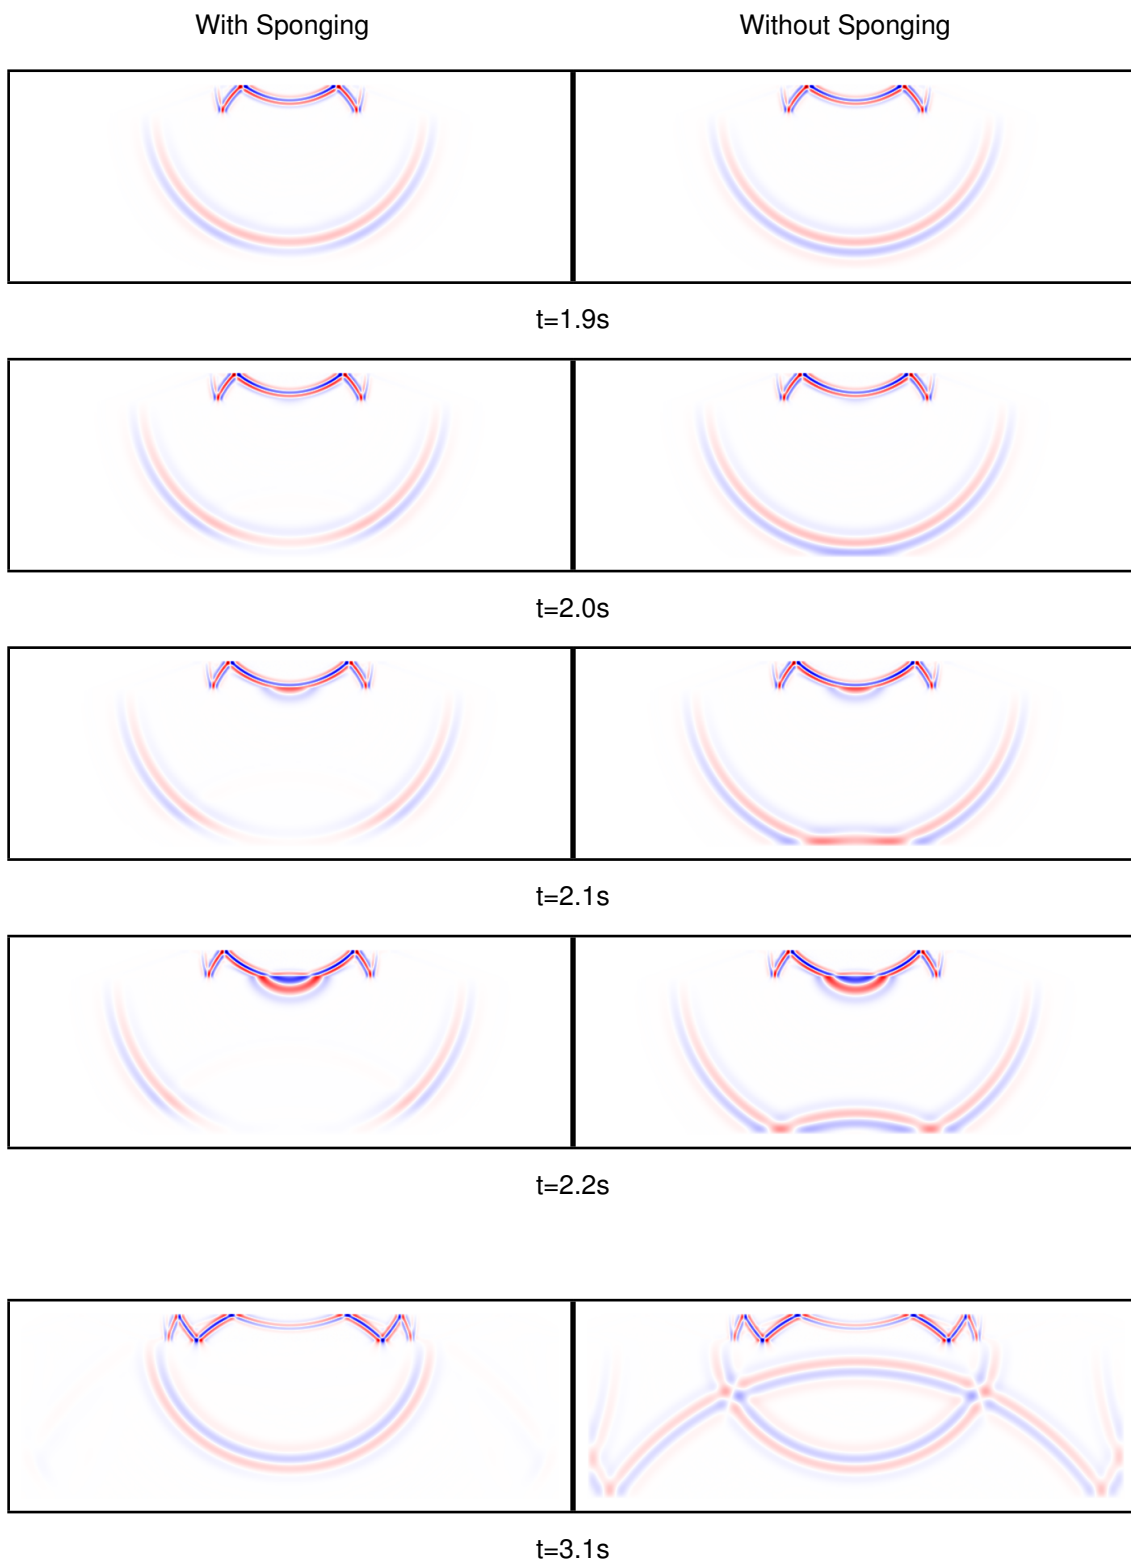 With Sponging
Without Sponging
t=1.9s
t=2.0s
t=2.1s
t=2.2s
t=3.1s